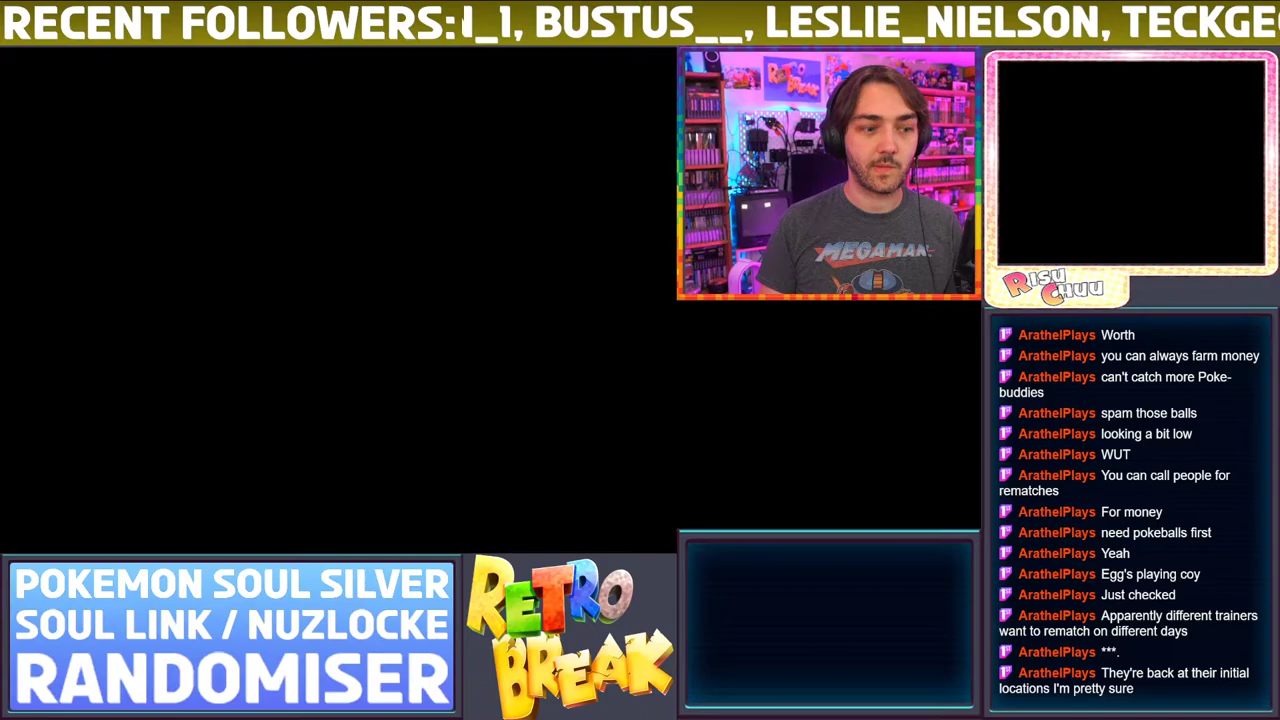 RECENT FOLLOWERS: BUSTUS__, LESLIE_NIELSON, TECKGE
RETRO
BREAK
MEGAMAN
RISU
CHUU
ArathelPlays Worth
ArathelPlays you can always farm money
ArathelPlays can't catch more Poke-
buddies
ArathelPlays spam those balls
ArathelPlays looking a bit low
ArathelPlays WUT
ArathelPlays You can call people for
rematches
ArathelPlays For money
ArathelPlays need pokeballs first
ArathelPlays Yeah
ArathelPlays Egg's playing coy
ArathelPlays Just checked
ArathelPlays Apparently different trainers
want to rematch on different days
ArathelPlays ***.
ArathelPlays They're back at their initial
locations I'm pretty sure
POKEMON SOUL SILVER
SOUL LINK / NUZLOCKE
RANDOMISER
RETRO
BREAK